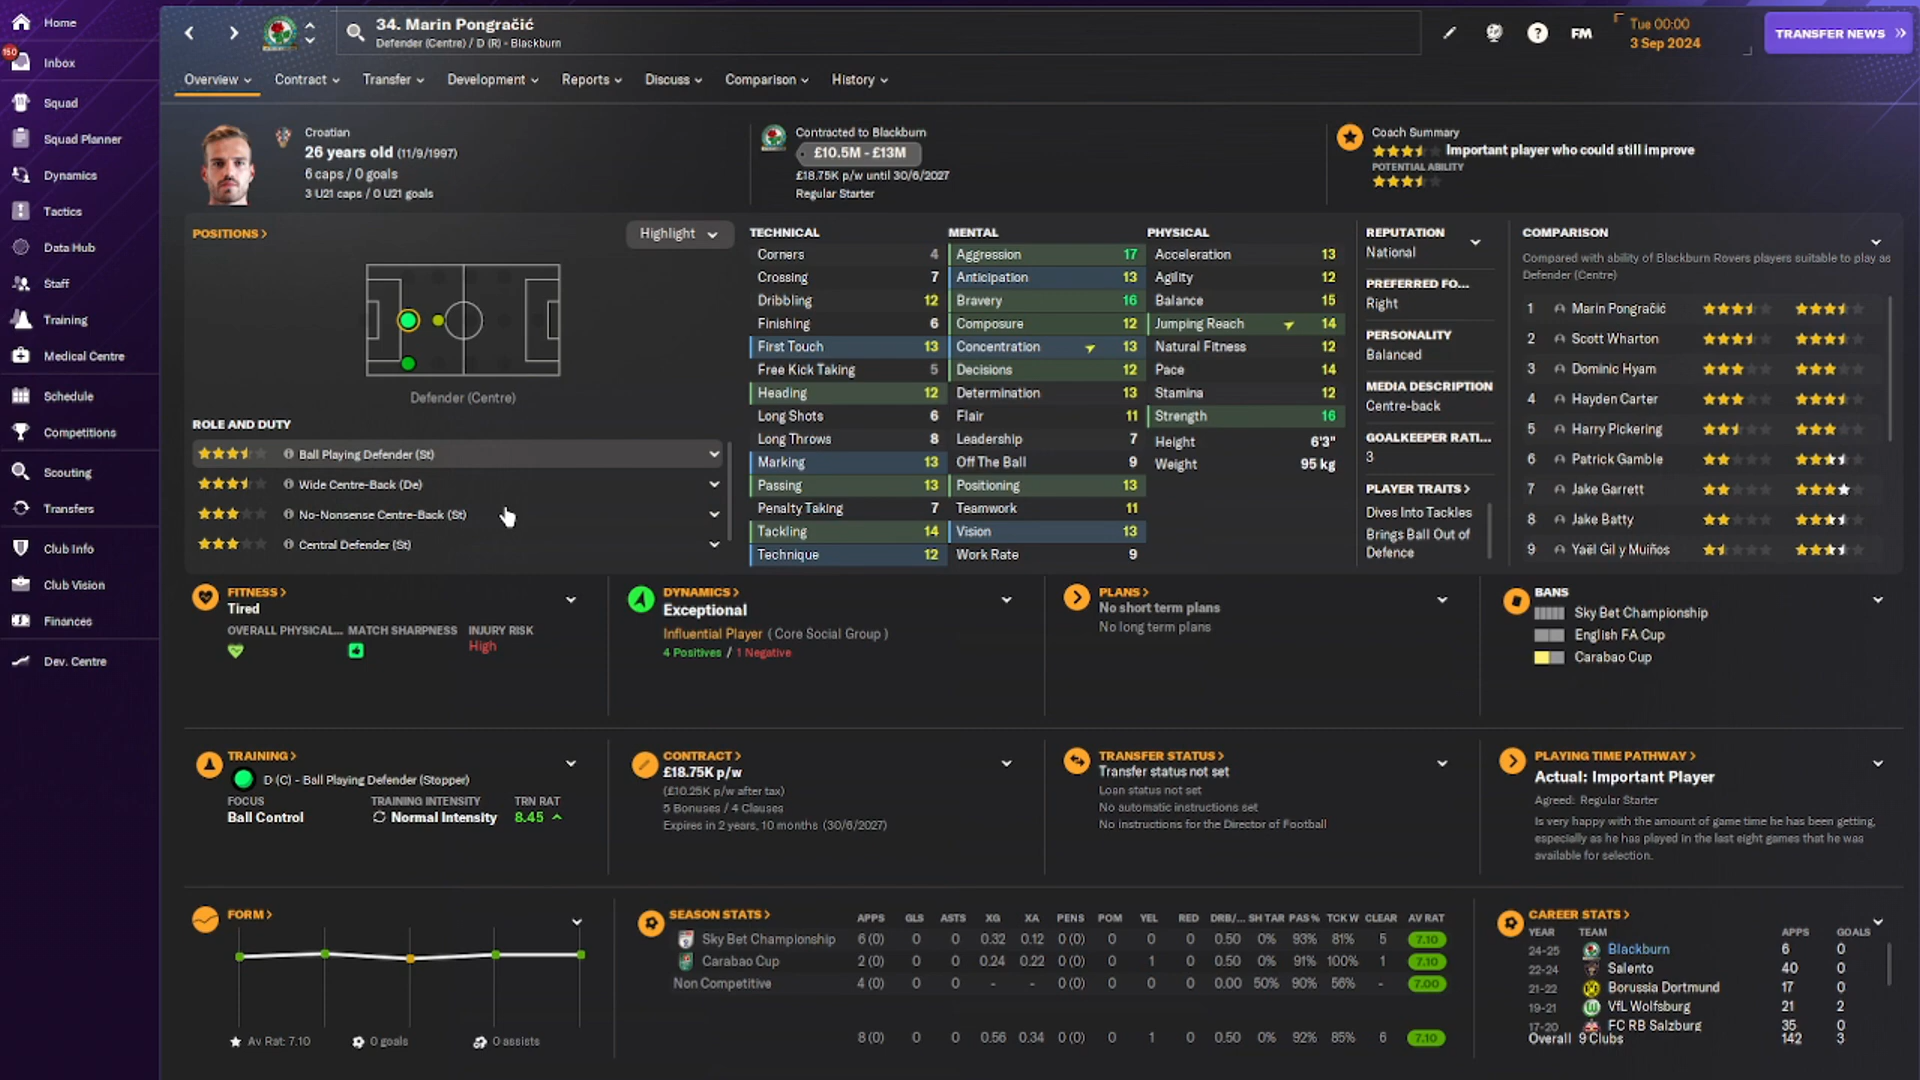 Home
150
Inbox
Squad
Squad Planner
Dynamics
Tactics
Data Hub
Staff
Training
Medical Centre
Schedule
Competitions
Scouting
Transfers
Club Info
Club Vision
Finances
Dev. Centre
34. Marin Pongračić
Defender (Centre) / D (R) - Blackburn
FM
Tue 00:00
3 Sep 2024
TRANSFER NEWS
Overview Contract Transfer Development Reports Discuss Comparison History
Croatian
26 years old (11/9/1997)
6 caps / 0 goals
3 U21 caps / 0 U21 goals
Contracted to Blackburn
£10.5M - £13M
£18.75K p/w until 30/6/2027
Regular Starter
Coach Summary
Important player who could still improve
POTENTIAL ABILITY
POSITIONS >
Highlight
Defender (Centre)
ROLE AND DUTY
Ball Playing Defender (St)
Wide Centre-Back (De)
No-Nonsense Centre-Back (St)
Central Defender (St)
TECHNICAL
Corners 4
Crossing 7
Dribbling 12
Finishing 6
First Touch 13
Free Kick Taking 5
Heading 12
Long Shots 6
Long Throws 8
Marking 13
Passing 13
Penalty Taking 7
Tackling 14
Technique 12
MENTAL
Aggression 17
Anticipation 13
Bravery 16
Composure 12
Concentration 13
Decisions 12
Determination 13
Flair 11
Leadership 7
Off The Ball 9
Positioning 13
Teamwork 11
Vision 13
Work Rate 9
PHYSICAL
Acceleration 13
Agility 12
Balance 15
Jumping Reach 14
Natural Fitness 12
Pace 14
Stamina 12
Strength 16
Height 6'3"
Weight 95 kg
REPUTATION
National
PREFERRED FO...
Right
PERSONALITY
Balanced
MEDIA DESCRIPTION
Centre-back
GOALKEEPER RATI...
3
PLAYER TRAITS >
Dives Into Tackles
Brings Ball Out of
Defence
COMPARISON
Compared with ability of Blackburn Rovers players suitable to play as
Defender (Centre)
1 Marin Pongračić
2 Scott Wharton
3 Dominic Hyam
4 Hayden Carter
5 Harry Pickering
6 Patrick Gamble
7 Jake Garrett
8 Jake Batty
9 Yaël Gil y Muiños
FITNESS >
Tired
OVERALL PHYSICAL... MATCH SHARPNESS INJURY RISK
High
DYNAMICS >
Exceptional
Influential Player ( Core Social Group )
4 Positives / 1 Negative
PLANS >
No short term plans
No long term plans
BANS
Sky Bet Championship
English FA Cup
Carabao Cup
TRAINING >
D (C) - Ball Playing Defender (Stopper)
FOCUS TRAINING INTENSITY TRN RAT
Ball Control Normal Intensity 8.45
CONTRACT >
£18.75K p/w
(£10.25K p/w after tax)
5 Bonuses / 4 Clauses
Expires in 2 years, 10 months (30/6/2027)
TRANSFER STATUS >
Transfer status not set
Loan status not set
No automatic instructions set
No instructions for the Director of Football
PLAYING TIME PATHWAY >
Actual: Important Player
Agreed: Regular Starter
Is very happy with the amount of game time he has been getting,
especially as he has played in the last eight games that he was
available for selection.
FORM >
Av Rat: 7.10 0 goals 0 assists
SEASON STATS > APPS GLS ASTS XG XA PENS POM YEL RED DRB/... SH TAR PAS % TCK W CLEAR AV RAT
Sky Bet Championship 6 (0) 0 0 0.32 0.12 0 (0) 0 0 0 0.50 0% 93% 81% 5 7.10
Carabao Cup 2 (0) 0 0 0.24 0.22 0 (0) 0 1 0 0.50 0% 91% 100% 1 7.10
Non Competitive 4 (0) 0 0 - - 0 (0) 0 0 0 0.00 50% 90% 56% - 7.00
8 (0) 0 0 0.56 0.34 0 (0) 0 1 0 0.50 0% 92% 85% 6 7.10
CAREER STATS >
YEAR TEAM APPS GOALS
24-25 Blackburn 6 0
22-24 Salento 40 0
21-22 Borussia Dortmund 17 0
19-21 VfL Wolfsburg 21 2
17-20 FC RB Salzburg 35 0
Overall 9 Clubs 142 3